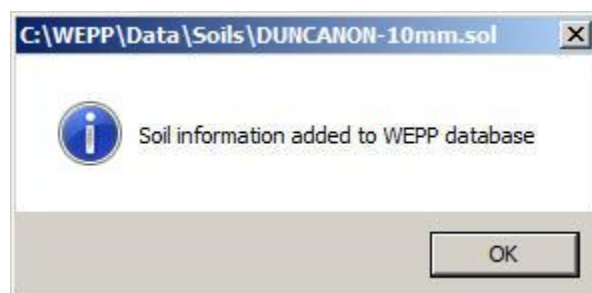 C:\WEPP\Data\Soils\DUNCANON-10mm.sol
Soil information added to WEPP database
OK